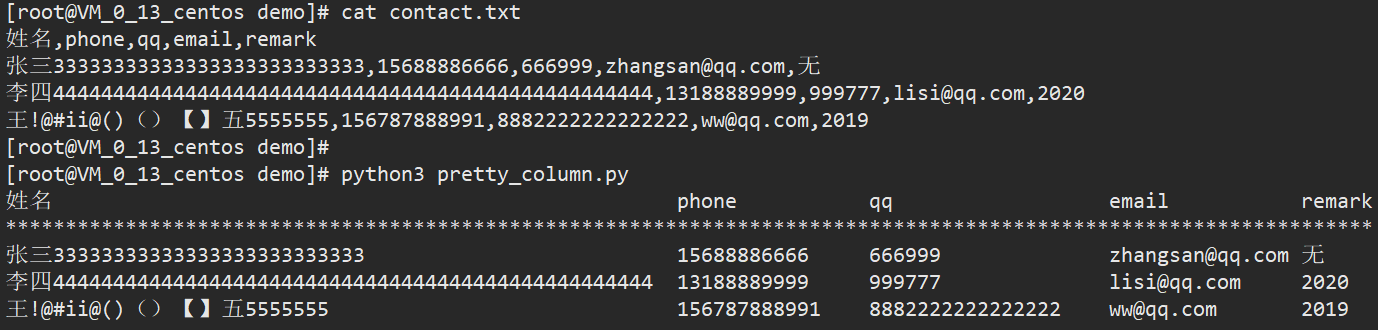 [root@VM_0_13_centos demo]# cat contact.txt
姓名,phone,qq,email,remark
张三33333333333333333333333333,15688886666,666999,zhangsan@qq.com,无
李四44444444444444444444444444444444444444444444444444,13188889999,999777,lisi@qq.com,2020
王!@#ii@()（）【】五5555555,156787888991,8882222222222222,ww@qq.com,2019
[root@VM_0_13_centos demo]#
[root@VM_0_13_centos demo]# python3 pretty_column.py
姓名 phone qq email remark
******************************************************************************************************************
张三33333333333333333333333333 15688886666 666999 zhangsan@qq.com 无
李四44444444444444444444444444444444444444444444444444 13188889999 999777 lisi@qq.com 2020
王!@#ii@()（）【】五5555555 156787888991 8882222222222222 ww@qq.com 2019